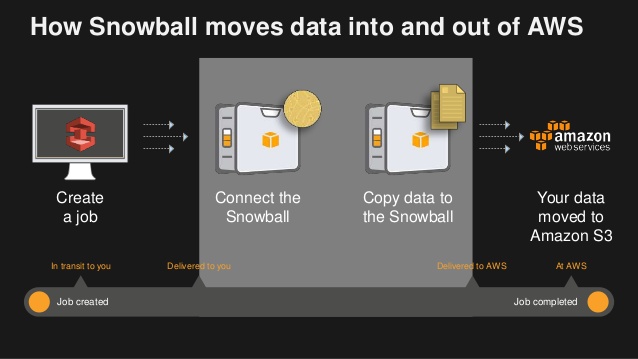 How Snowball moves data into and out of AWS
amazon
webservices
Create
a job
Connect the
Snowball
Copy data to
the Snowball
Your data
moved to
Amazon S3
In transit to you
Delivered to you
Delivered to AWS
At AWS
Job created
Job completed